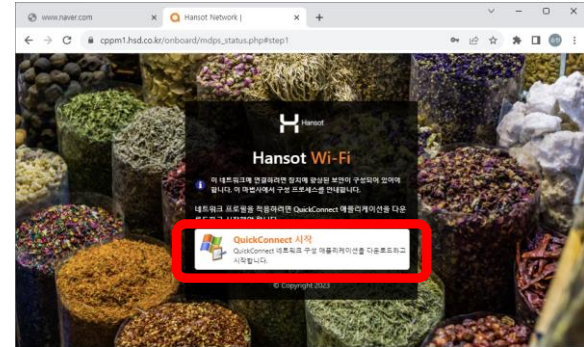 www.naver.com
Hansot Network |
cppm1.hsd.co.kr/onboard/mdps_status.php#step1
Hansot
Hansot Wi-Fi
이 네트워크에 연결하려면 장치에 향상된 보안이 구성되어 있어야
합니다. 이 마법사에서 구성 프로세스를 안내합니다.
네트워크 프로필을 적용하려면 QuickConnect 애플리케이션을 다운
QuickConnect 시작
QuickConnect 네트워크 구성 애플리케이션을 다운로드하고
시작합니다.
© Copyright 2023